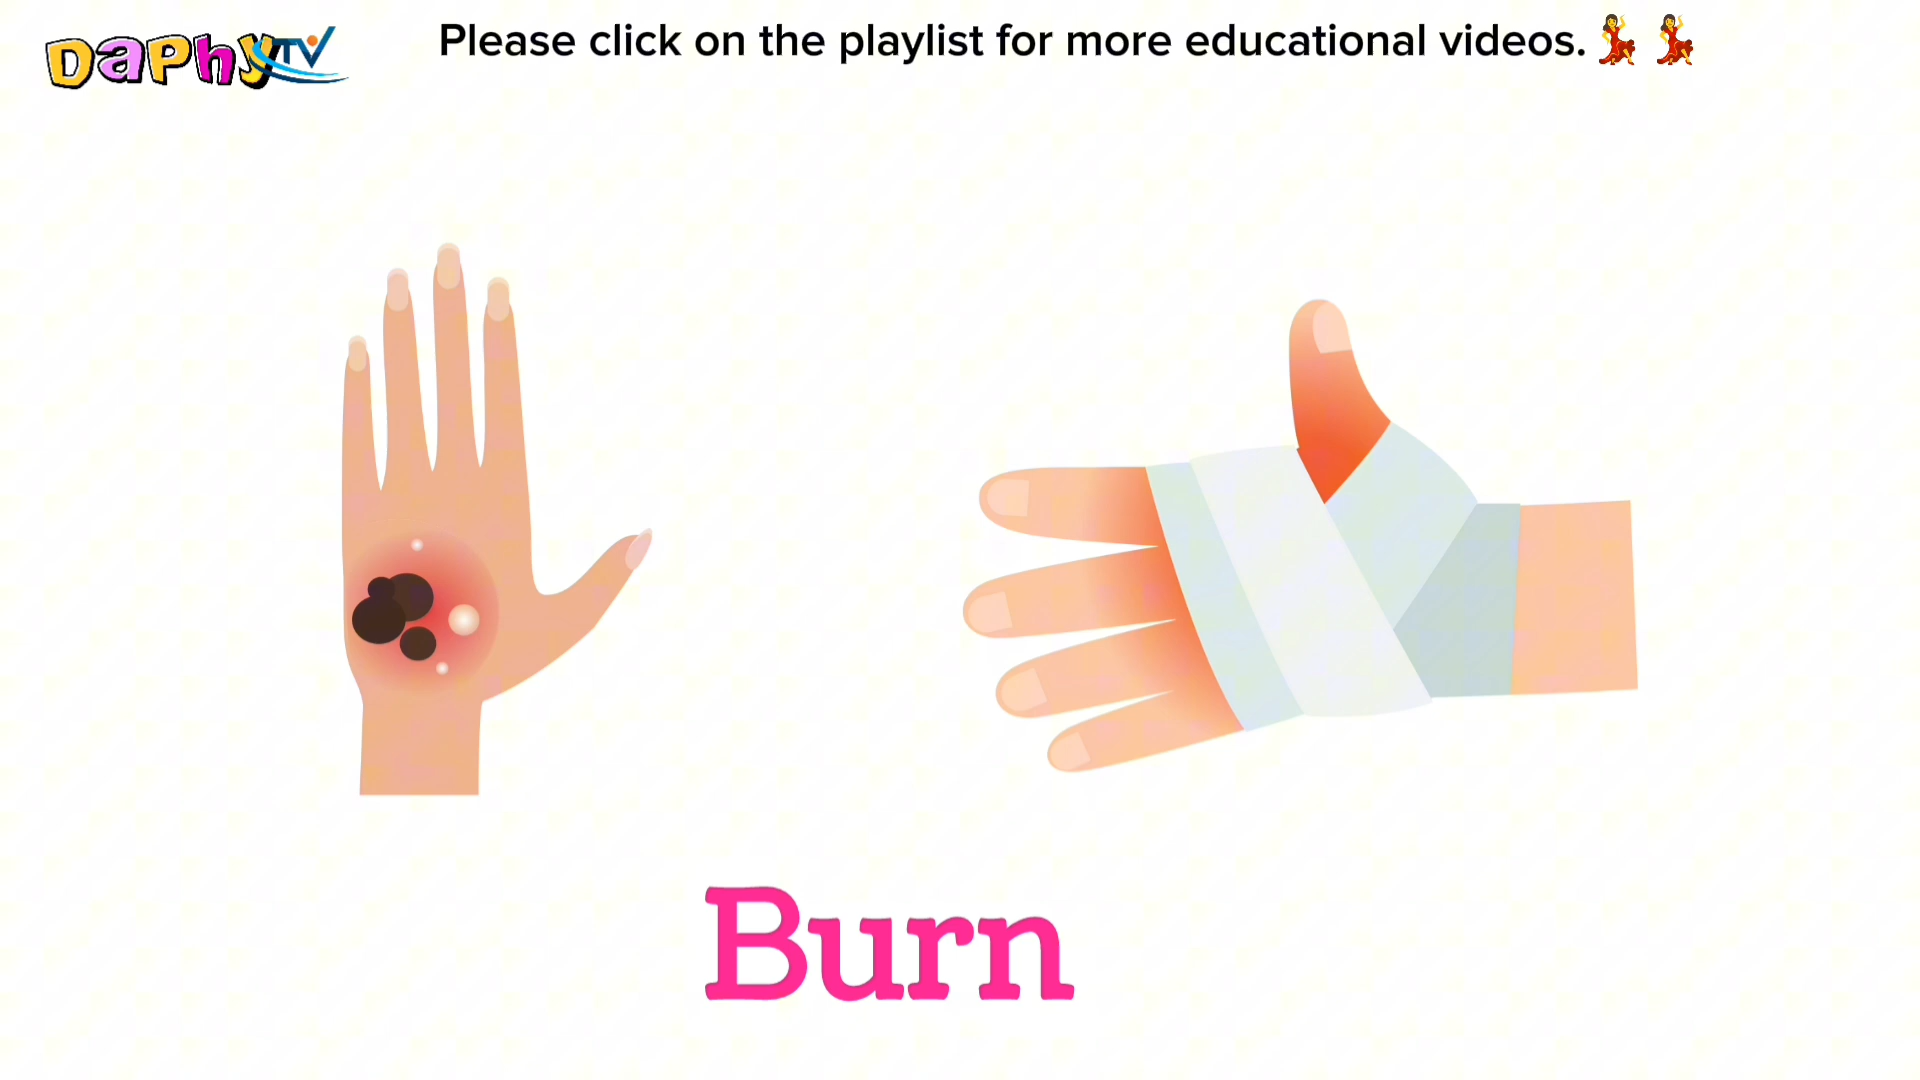 DaphyTV
Please click on the playlist for more educational videos.💃💃
Burn